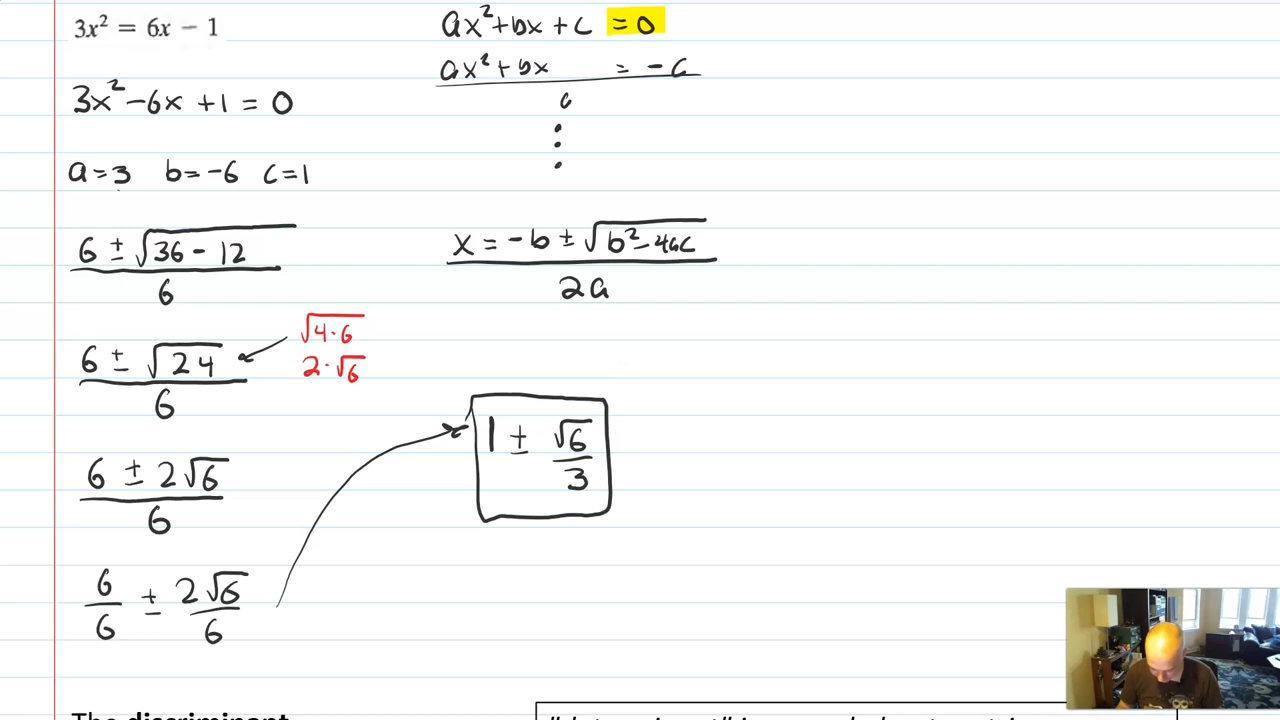 3x² = 6x − 1
3x² − 6x + 1 = 0
a = 3 b = −6 c = 1
6 ± √36 − 12
6
6 ± √24
6
√4·6
2·√6
6 ± 2√6
6
6 ± 2√6
6 6
ax² + bx + c = 0
ax² + bx = −c
x = −b ± √b² − 4ac
2a
1 ± √6
3
The discriminant